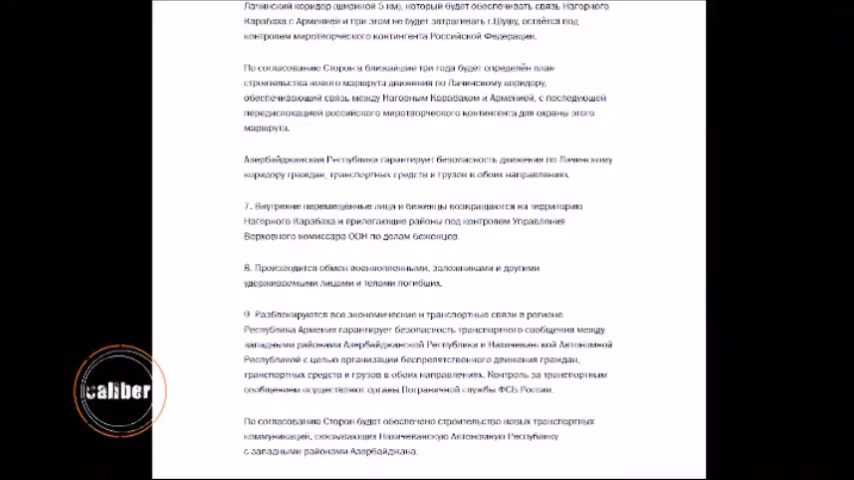 Лачинский коридор (шириной 5 км), который будет обеспечивать связь Нагорного
Карабаха с Арменией и при этом не будет затрагивать г.Шушу, остаётся под
контролем миротворческого контингента Российской Федерации.
По согласованию Сторон в ближайшие три года будет определён план
строительства нового маршрута движения по Лачинскому коридору,
обеспечивающий связь между Нагорным Карабахом и Арменией, с последующей
передислокацией российского миротворческого контингента для охраны этого
маршрута.
Азербайджанская Республика гарантирует безопасность движения по Лачинскому
коридору граждан, транспортных средств и грузов в обоих направлениях.
7. Внутренне перемещённые лица и беженцы возвращаются на территорию
Нагорного Карабаха и прилегающие районы под контролем Управления
Верховного комиссара ООН по делам беженцев.
8. Производится обмен военнопленными, заложниками и другими
удерживаемыми лицами и телами погибших.
9. Разблокируются все экономические и транспортные связи в регионе
Республика Армения гарантирует безопасность транспортного сообщения между
западными районами Азербайджанской Республики и Нахичеванской Автономной
Республикой с целью организации беспрепятственного движения граждан,
транспортных средств и грузов в обоих направлениях. Контроль за транспортным
сообщением осуществляют органы Пограничной службы ФСБ России.
По согласованию Сторон будет обеспечено строительство новых транспортных
коммуникаций, связывающих Нахичеванскую Автономную Республику
с западными районами Азербайджана.
caliber